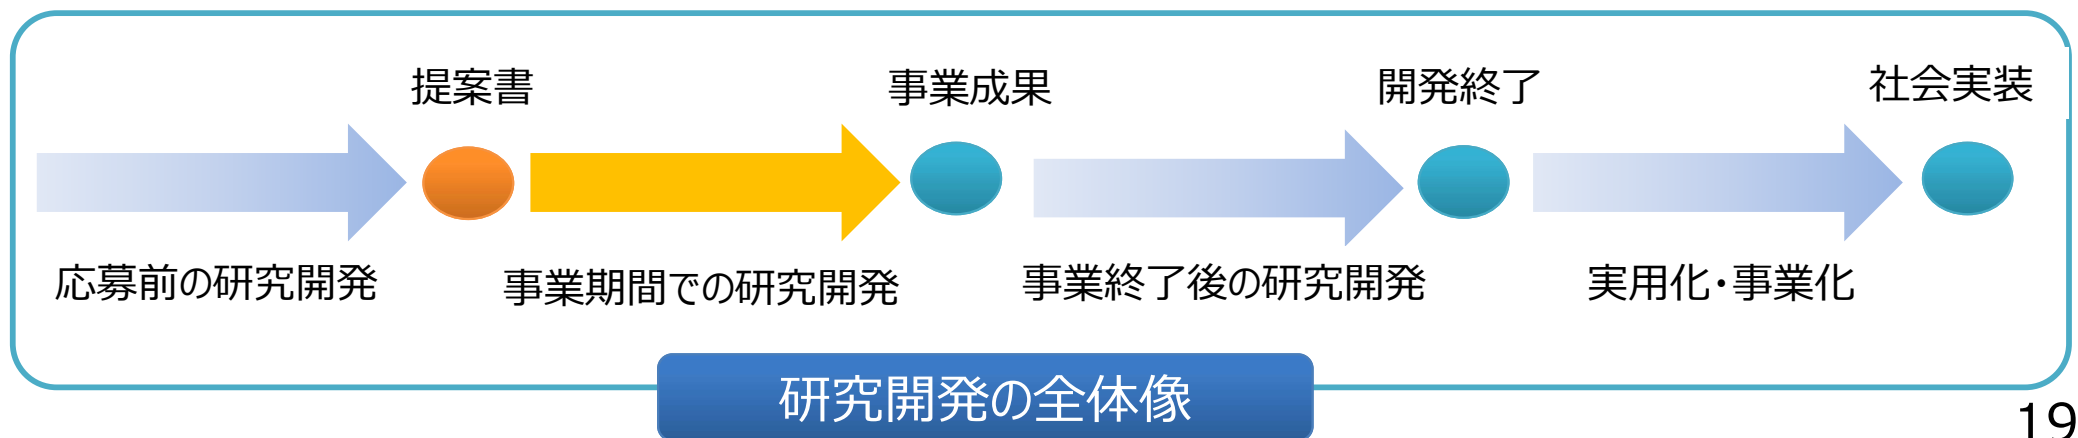 提案書
事業成果
開発終了
社会実装
応募前の研究開発
事業期間での研究開発
事業終了後の研究開発
実用化・事業化
研究開発の全体像
19